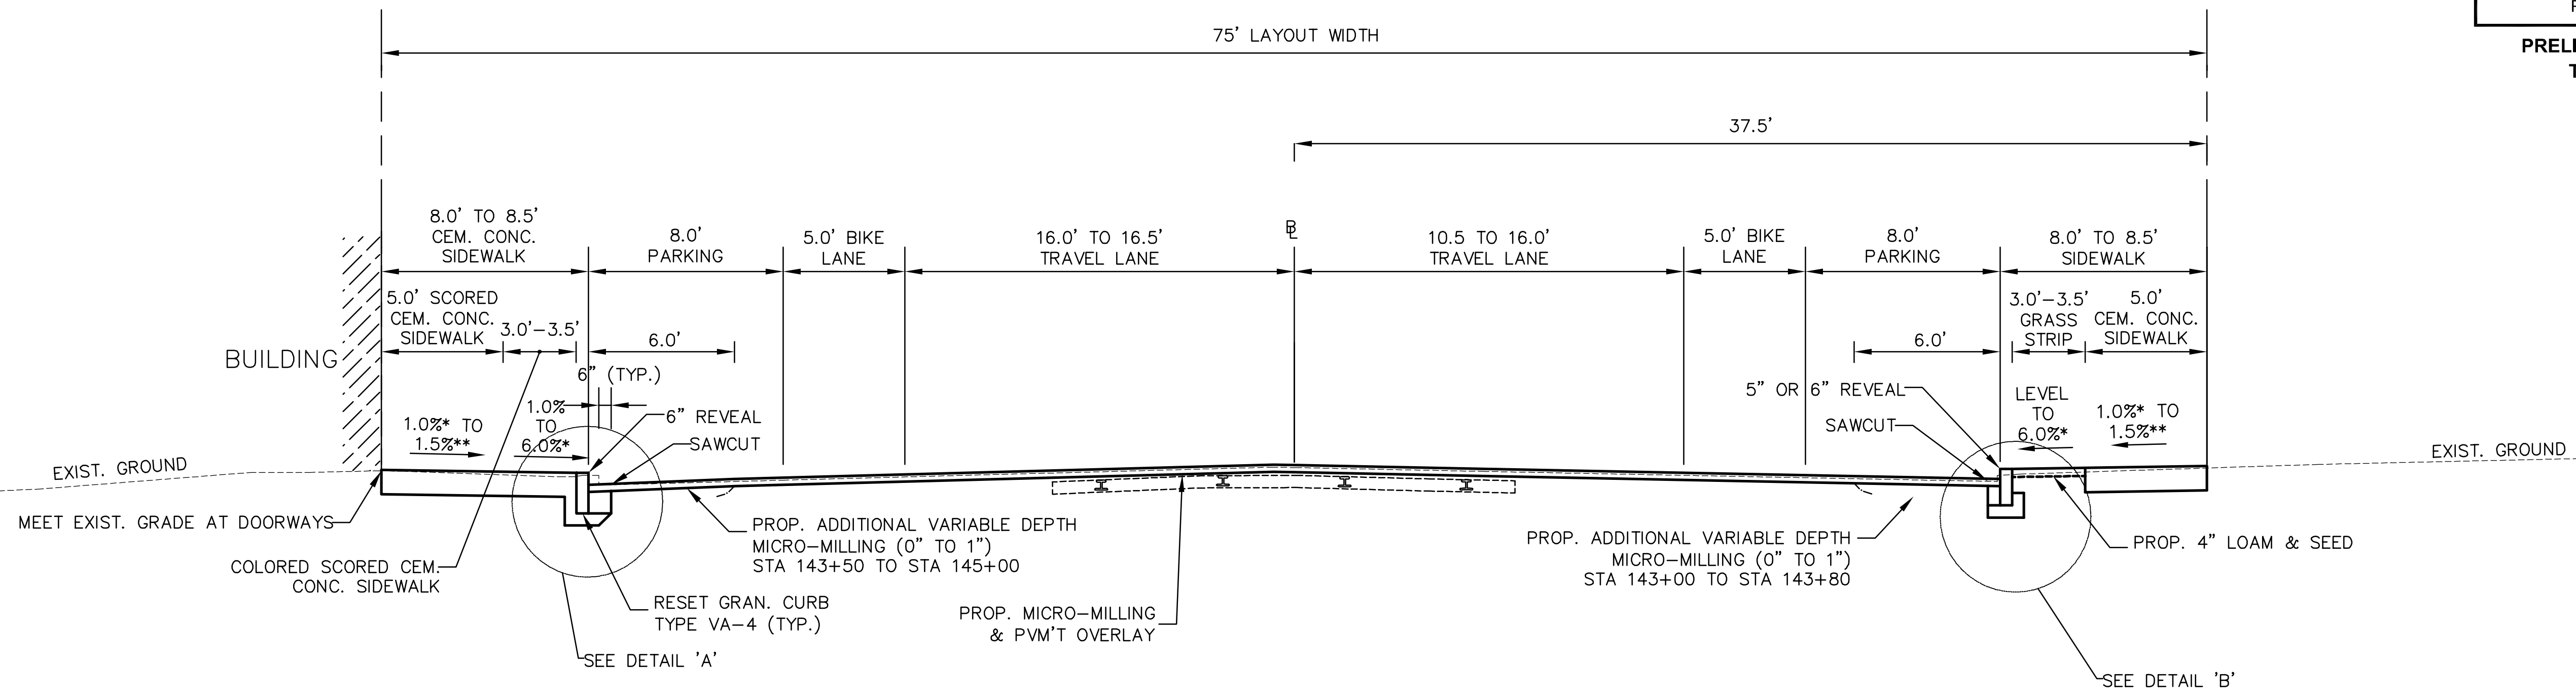 PRELI
T
75' LAYOUT WIDTH
37.5'
8.0' TO 8.5'
CEM. CONC.
SIDEWALK
8.0'
PARKING
5.0' BIKE
LANE
16.0' TO 16.5'
TRAVEL LANE
BL
10.5 TO 16.0'
TRAVEL LANE
5.0' BIKE
LANE
8.0'
PARKING
8.0' TO 8.5'
SIDEWALK
5.0' SCORED
CEM. CONC.
SIDEWALK
3.0'-3.5'
6.0'
6.0'
3.0'-3.5'
GRASS
STRIP
5.0'
CEM. CONC.
SIDEWALK
BUILDING
6" (TYP.)
1.0%* TO
1.5%**
1.0%
TO
6.0%*
6" REVEAL
SAWCUT
5" OR 6" REVEAL
SAWCUT
LEVEL
TO
6.0%*
1.0%* TO
1.5%**
EXIST. GROUND
EXIST. GROUND
MEET EXIST. GRADE AT DOORWAYS
COLORED SCORED CEM.
CONC. SIDEWALK
PROP. ADDITIONAL VARIABLE DEPTH
MICRO-MILLING (0" TO 1")
STA 143+50 TO STA 145+00
RESET GRAN. CURB
TYPE VA-4 (TYP.)
SEE DETAIL 'A'
PROP. MICRO-MILLING
& PVM'T OVERLAY
PROP. ADDITIONAL VARIABLE DEPTH
MICRO-MILLING (0" TO 1")
STA 143+00 TO STA 143+80
PROP. 4" LOAM & SEED
SEE DETAIL 'B'